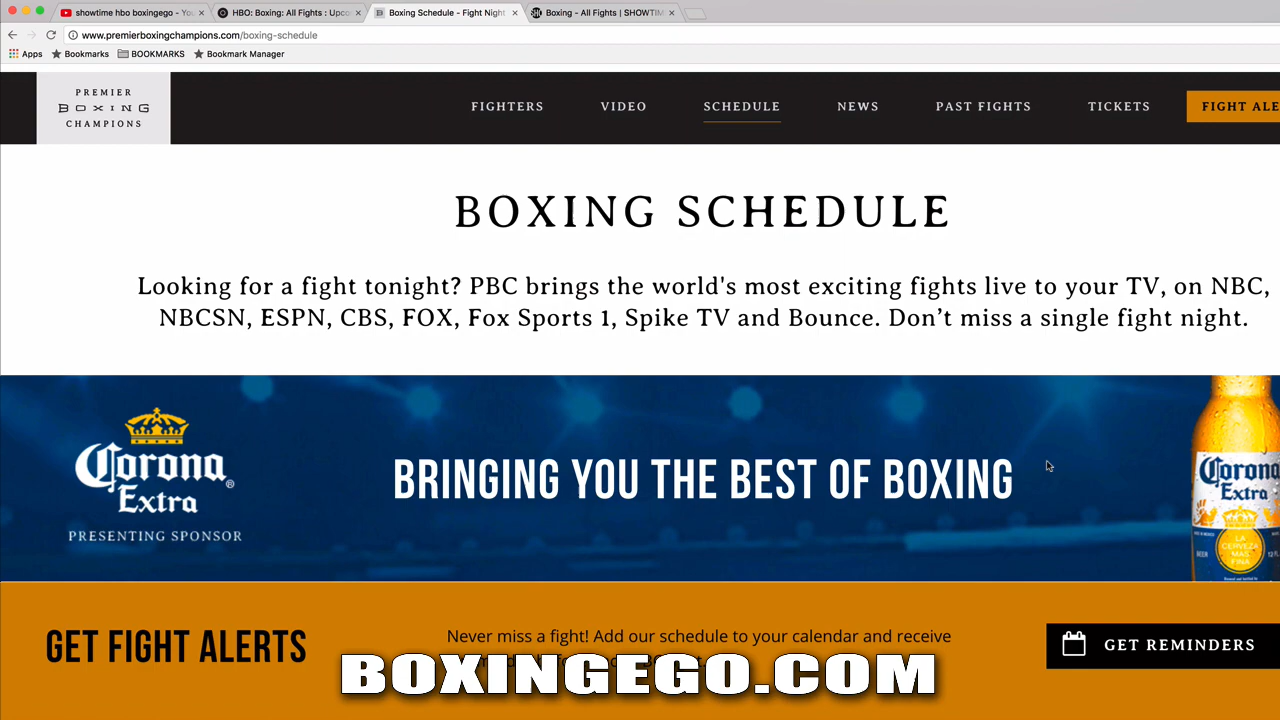 showtime hbo boxingego - Yo
HBO: Boxing: All Fights : Upco
Boxing Schedule - Fight Night
Boxing - All Fights | SHOWTIM
www.premierboxingchampions.com/boxing-schedule
Apps
Bookmarks
BOOKMARKS
Bookmark Manager
PREMIER
BOXING
CHAMPIONS
FIGHTERS
VIDEO
SCHEDULE
NEWS
PAST FIGHTS
TICKETS
FIGHT ALE
BOXING SCHEDULE
Looking for a fight tonight? PBC brings the world's most exciting fights live to your TV, on NBC,
NBCSN, ESPN, CBS, FOX, Fox Sports 1, Spike TV and Bounce. Don’t miss a single fight night.
Corona
Extra
PRESENTING SPONSOR
BRINGING YOU THE BEST OF BOXING
Corona
Extra
LA
CERVEZA
MAS
FINA
GET FIGHT ALERTS
Never miss a fight! Add our schedule to your calendar and receive
GET REMINDERS
BOXINGEGO.COM